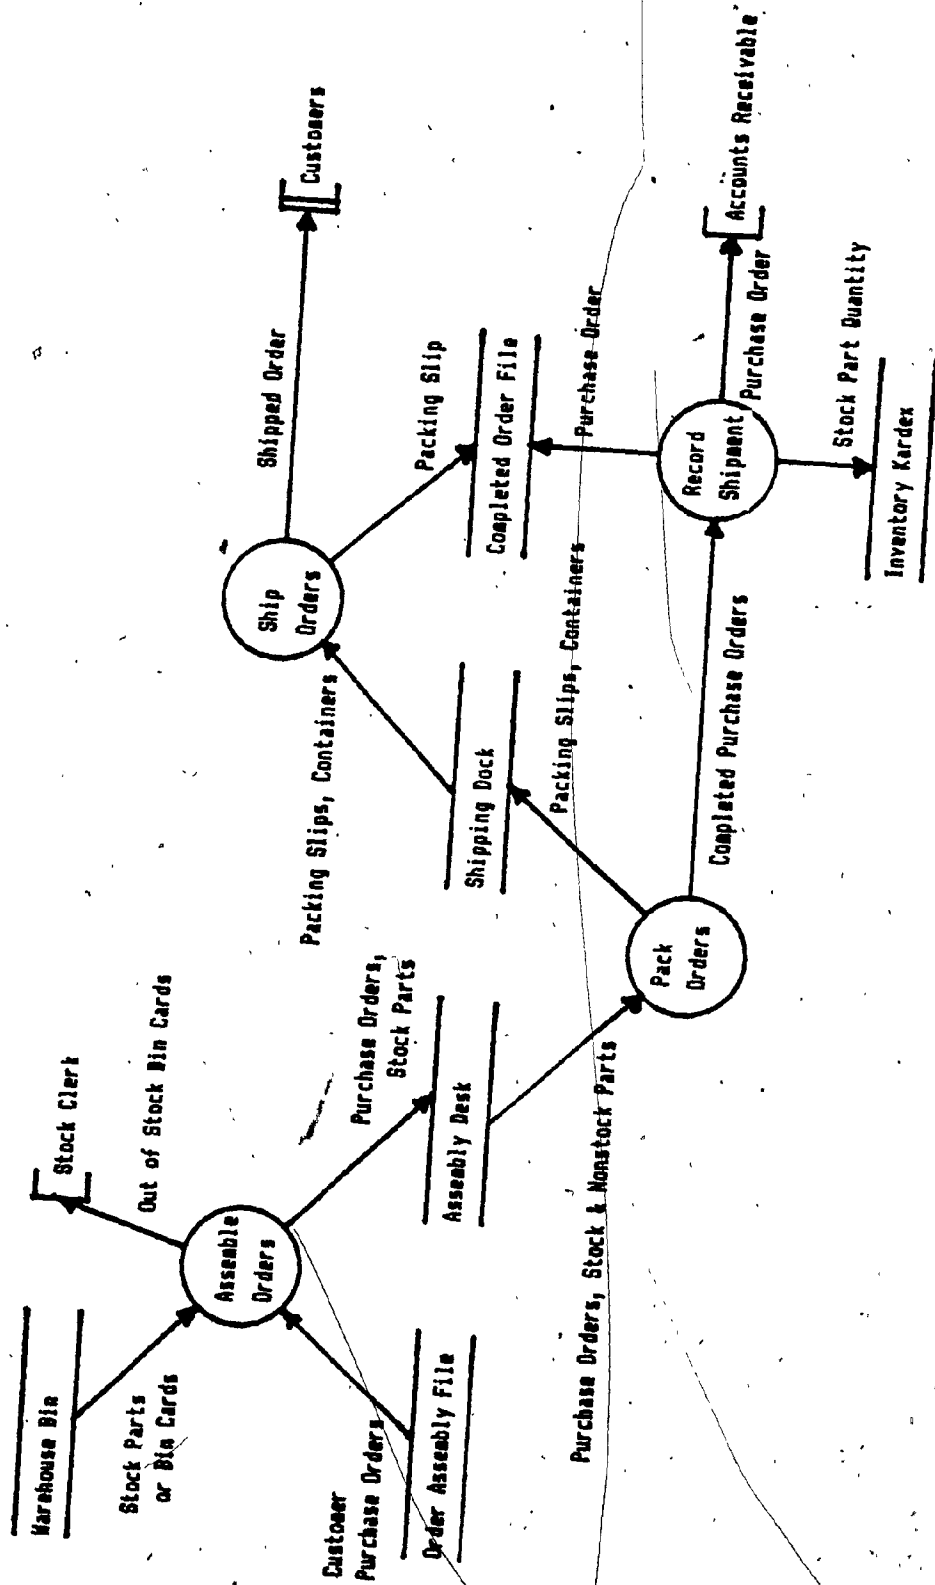 Warehouse Bin
Stock Parts
or Bin Cards
Stock Clerk
Out of Stock Bin Cards
Assemble
Orders
Customer
Purchase Orders
Order Assembly File
Purchase Orders,
Stock Parts
Assembly Desk
Purchase Orders, Stock & Nonstock Parts
Pack
Orders
Packing Slips, Containers
Shipping Dock
Packing Slips, Containers
Ship
Orders
Shipped Order
Customers
Packing Slip
Completed Order File
Purchase Order
Completed Purchase Orders
Record
Shipment
Purchase Order
Accounts Receivable
Stock Part Quantity
Inventory Kardex